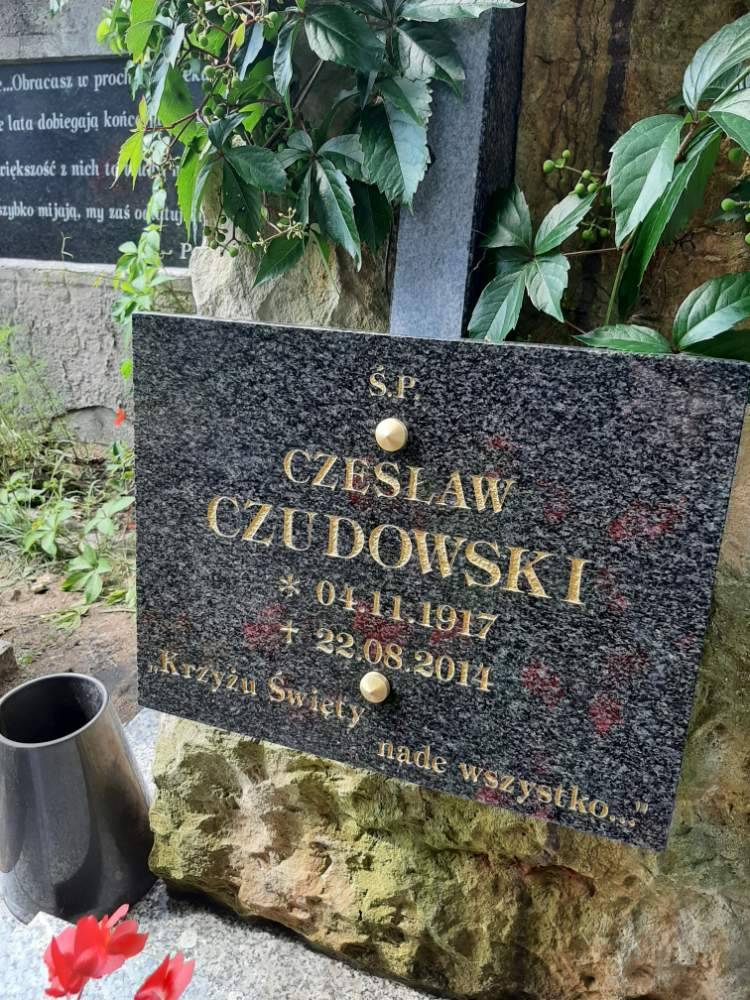 ...Obracasz w proch
lata dobiegają
większość z nich
szybko mijają, my zaś
Ś.P.
CZESŁAW
CZUDOWSKI
* 04.11.1917
+ 22.08.2014
„Krzyżu Święty
nade wszystko..."